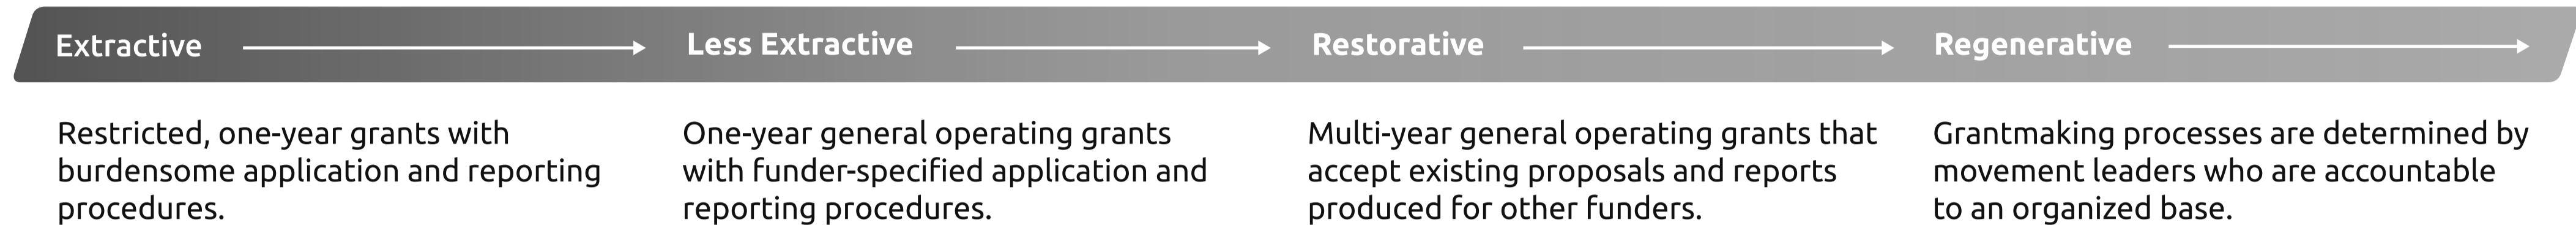 Extractive
Less Extractive
Restorative
Regenerative
Restricted, one-year grants with
burdensome application and reporting
procedures.
One-year general operating grants
with funder-specified application and
reporting procedures.
Multi-year general operating grants that
accept existing proposals and reports
produced for other funders.
Grantmaking processes are determined by
movement leaders who are accountable
to an organized base.